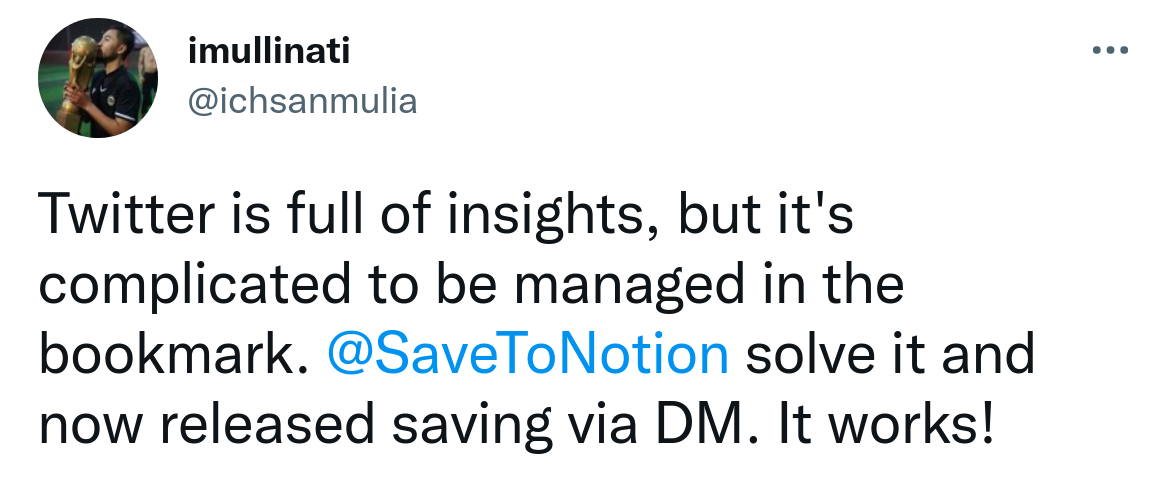 imullinati
@ichsanmulia
Twitter is full of insights, but it's
complicated to be managed in the
bookmark. @SaveToNotion solve it and
now released saving via DM. It works!